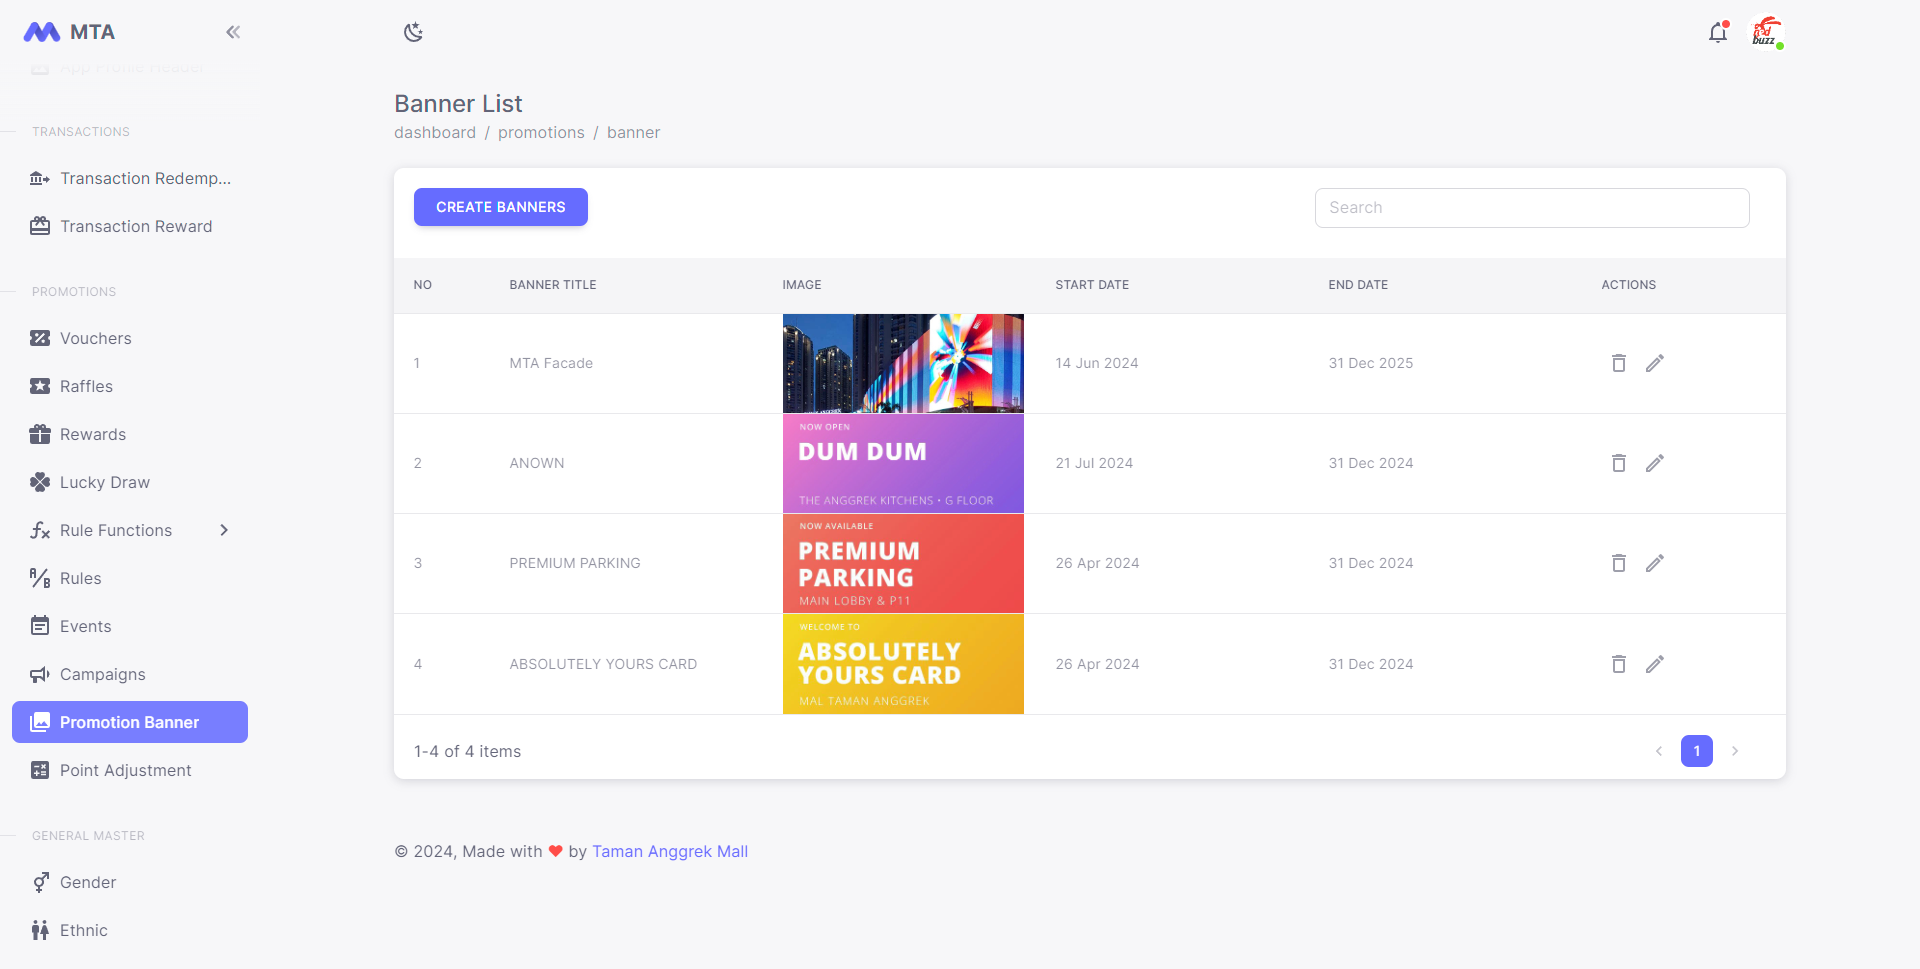 MTA
App Profile Header
TRANSACTIONS
Transaction Redemp...
Transaction Reward
PROMOTIONS
Vouchers
Raffles
Rewards
Lucky Draw
Rule Functions
Rules
Events
Campaigns
Promotion Banner
Point Adjustment
GENERAL MASTER
Gender
Ethnic
buzz
Banner List
dashboard / promotions / banner
CREATE BANNERS
Search
NO BANNER TITLE IMAGE START DATE END DATE ACTIONS
1 MTA Facade 14 Jun 2024 31 Dec 2025
2 ANOWN 21 Jul 2024 31 Dec 2024
NOW OPEN
DUM DUM
THE ANGGREK KITCHENS • G FLOOR
3 PREMIUM PARKING 26 Apr 2024 31 Dec 2024
NOW AVAILABLE
PREMIUM
PARKING
MAIN LOBBY & P11
4 ABSOLUTELY YOURS CARD 26 Apr 2024 31 Dec 2024
WELCOME TO
ABSOLUTELY
YOURS CARD
MAL TAMAN ANGGREK
1-4 of 4 items
1
© 2024, Made with ❤ by Taman Anggrek Mall